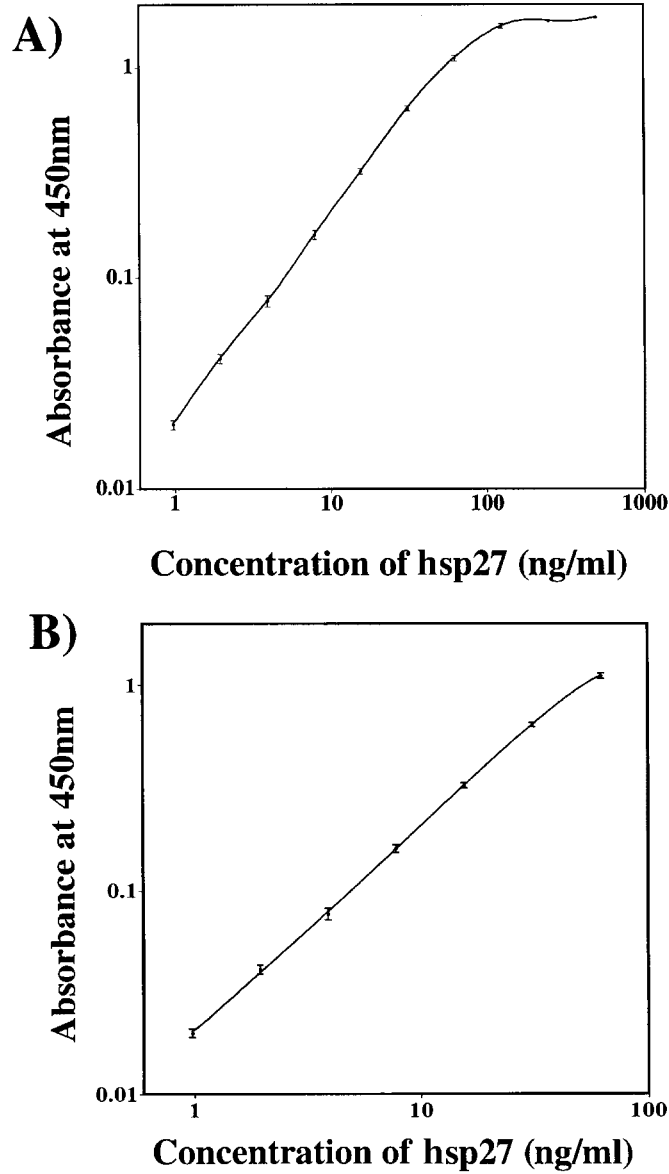 A)
Absorbance at 450nm
1
0.1
0.01
1 10 100 1000
Concentration of hsp27 (ng/ml)
B)
Absorbance at 450nm
1
0.1
0.01
1 10 100
Concentration of hsp27 (ng/ml)